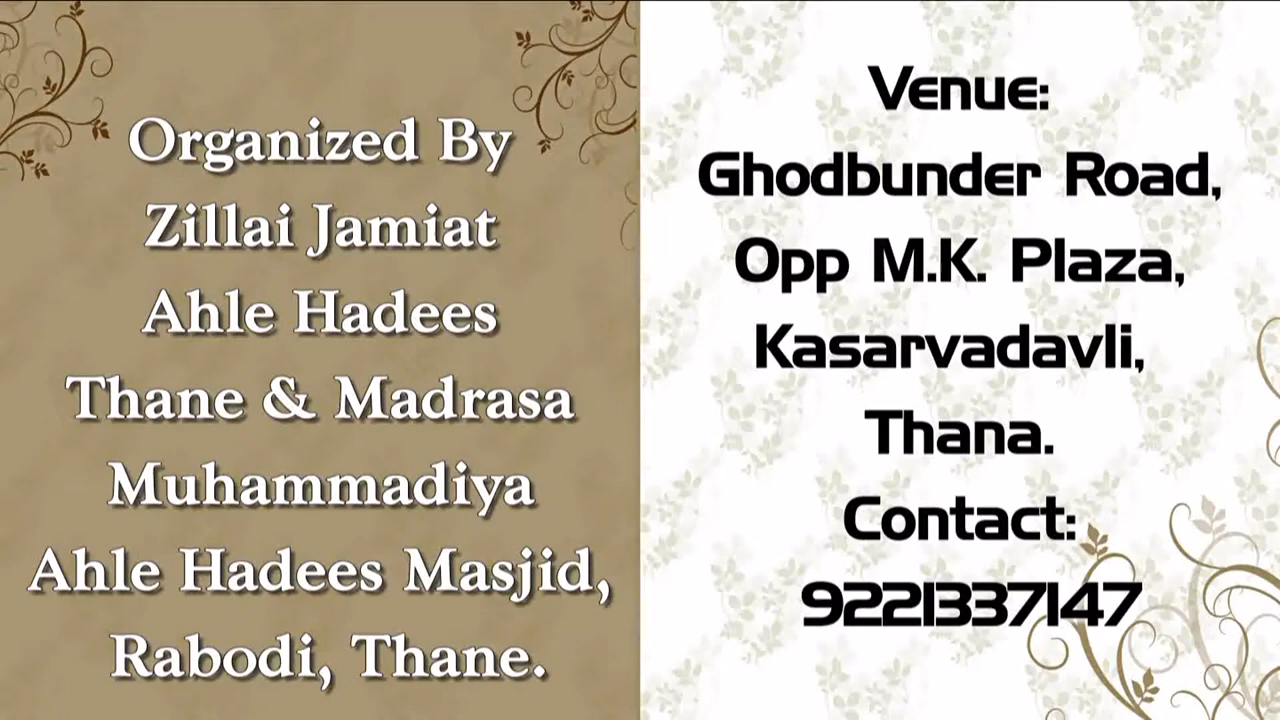 Organized By
Zillai Jamiat
Ahle Hadees
Thane & Madrasa
Muhammadiya
Ahle Hadees Masjid,
Rabodi, Thane.
Venue:
Ghodbunder Road,
Opp M.K. Plaza,
Kasarvadavli,
Thana.
Contact:
9221337147